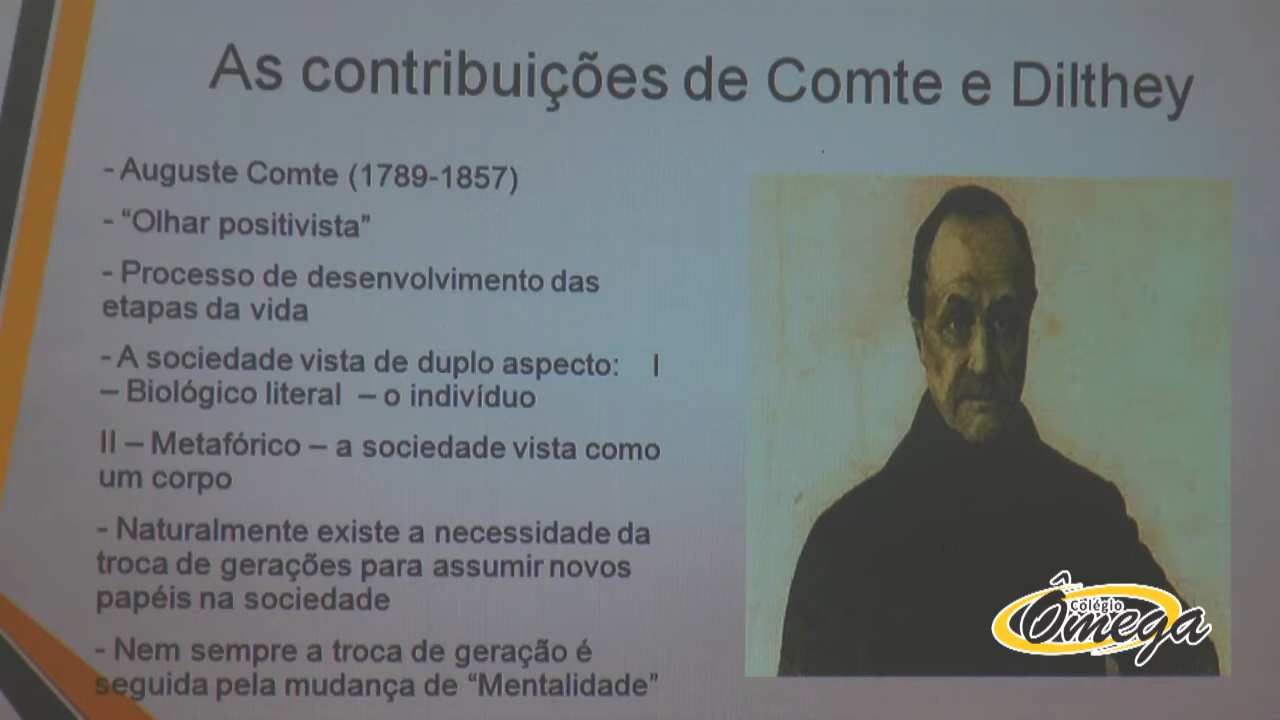 As contribuições de Comte e Dilthey
- Auguste Comte (1789-1857)
- “Olhar positivista”
- Processo de desenvolvimento das
etapas da vida
- A sociedade vista de duplo aspecto: I
– Biológico literal – o indivíduo
II – Metafórico – a sociedade vista como
um corpo
- Naturalmente existe a necessidade da
troca de gerações para assumir novos
papéis na sociedade
- Nem sempre a troca de geração é
seguida pela mudança de “Mentalidade”
Colégio
Ômega